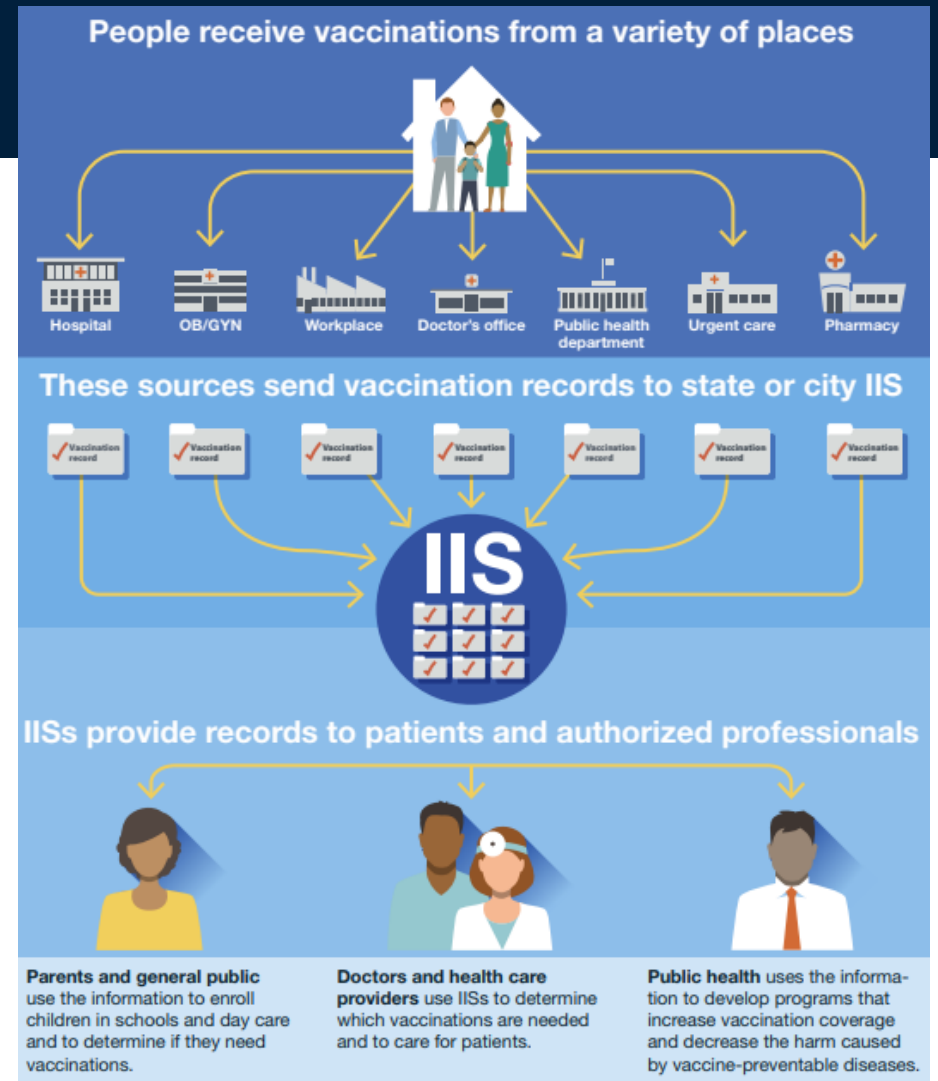 People receive vaccinations from a variety of places
Hospital
OB/GYN
Workplace
Doctor's office
Public health
department
Urgent care
Pharmacy
These sources send vaccination records to state or city IIS
Vaccination
record
Vaccination
record
Vaccination
record
Vaccination
record
Vaccination
record
Vaccination
record
Vaccination
record
IIS
IISs provide records to patients and authorized professionals
Parents and general public
use the information to enroll
children in schools and day care
and to determine if they need
vaccinations.
Doctors and health care
providers use IISs to determine
which vaccinations are needed
and to care for patients.
Public health uses the informa-
tion to develop programs that
increase vaccination coverage
and decrease the harm caused
by vaccine-preventable diseases.